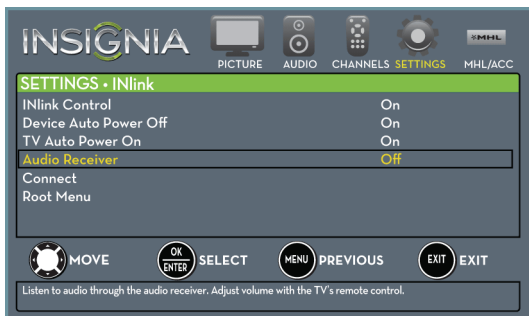 INSIGNIA
PICTURE AUDIO CHANNELS SETTINGS MHL/ACC
MHL
SETTINGS • INlink
INlink Control On
Device Auto Power Off On
TV Auto Power On On
Audio Receiver Off
Connect
Root Menu
MOVE OK ENTER SELECT MENU PREVIOUS EXIT EXIT
Listen to audio through the audio receiver. Adjust volume with the TV's remote control.